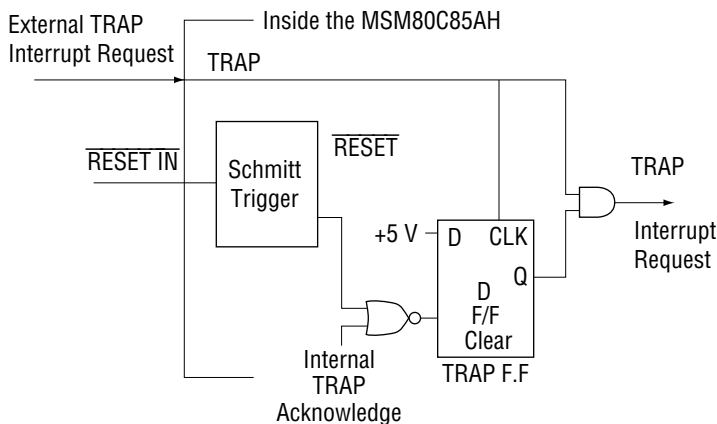 External TRAP
Interrupt Request
Inside the MSM80C85AH
TRAP
RESET IN
Schmitt
Trigger
RESET
TRAP
Interrupt
Request
+5 V
D
CLK
Q
D
F/F
Clear
TRAP F.F
Internal
TRAP
Acknowledge